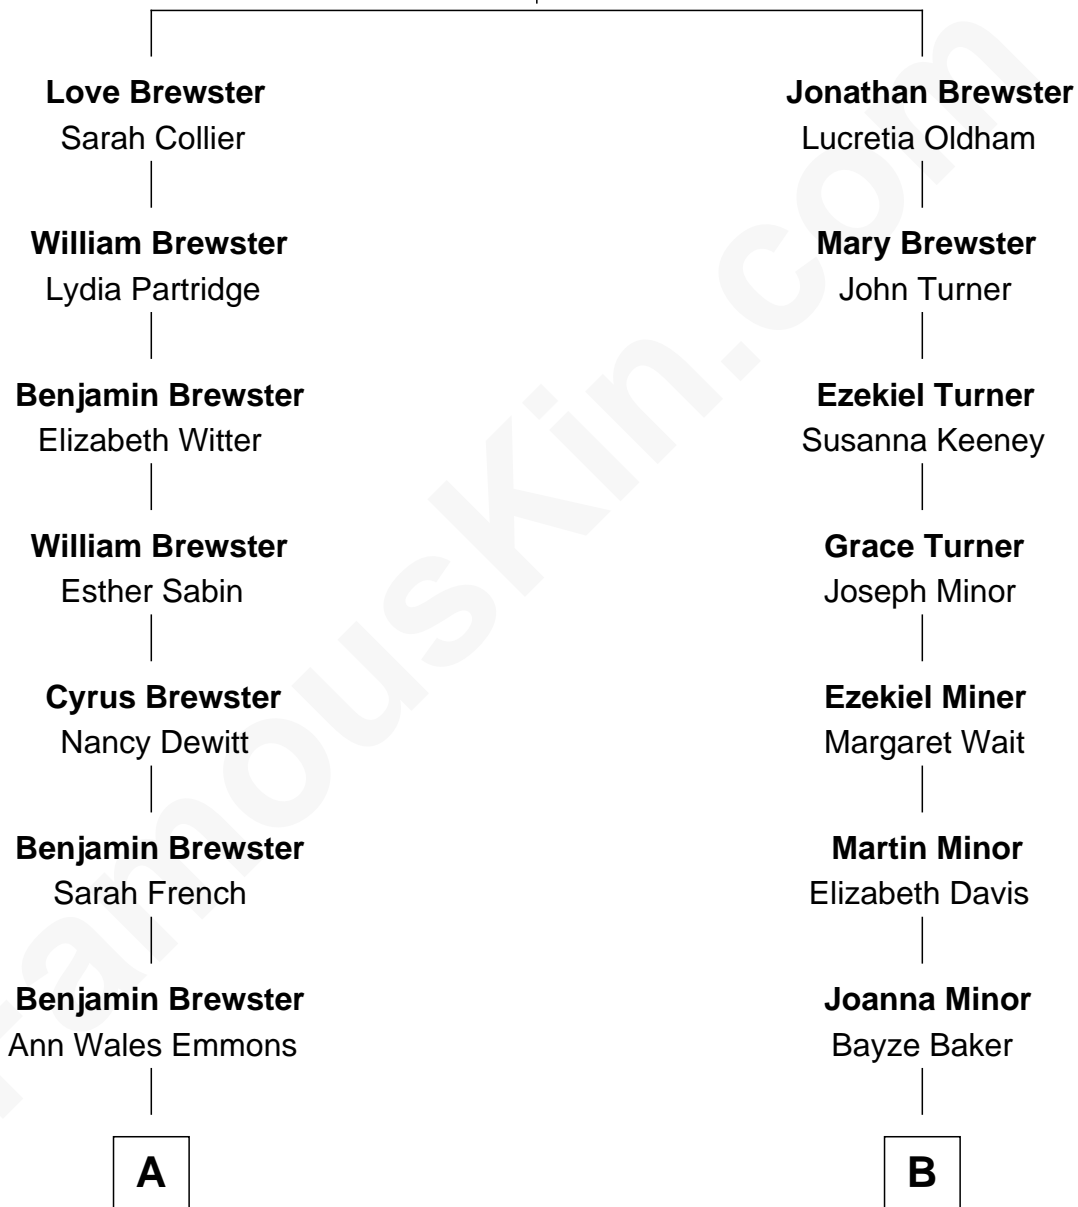 Love Brewster
Sarah Collier
Jonathan Brewster
Lucretia Oldham
William Brewster
Lydia Partridge
Mary Brewster
John Turner
Benjamin Brewster
Elizabeth Witter
Ezekiel Turner
Susanna Keeney
William Brewster
Esther Sabin
Grace Turner
Joseph Minor
Cyrus Brewster
Nancy Dewitt
Ezekiel Miner
Margaret Wait
Benjamin Brewster
Sarah French
Martin Minor
Elizabeth Davis
Benjamin Brewster
Ann Wales Emmons
Joanna Minor
Bayze Baker
A
B
FamousKin.com